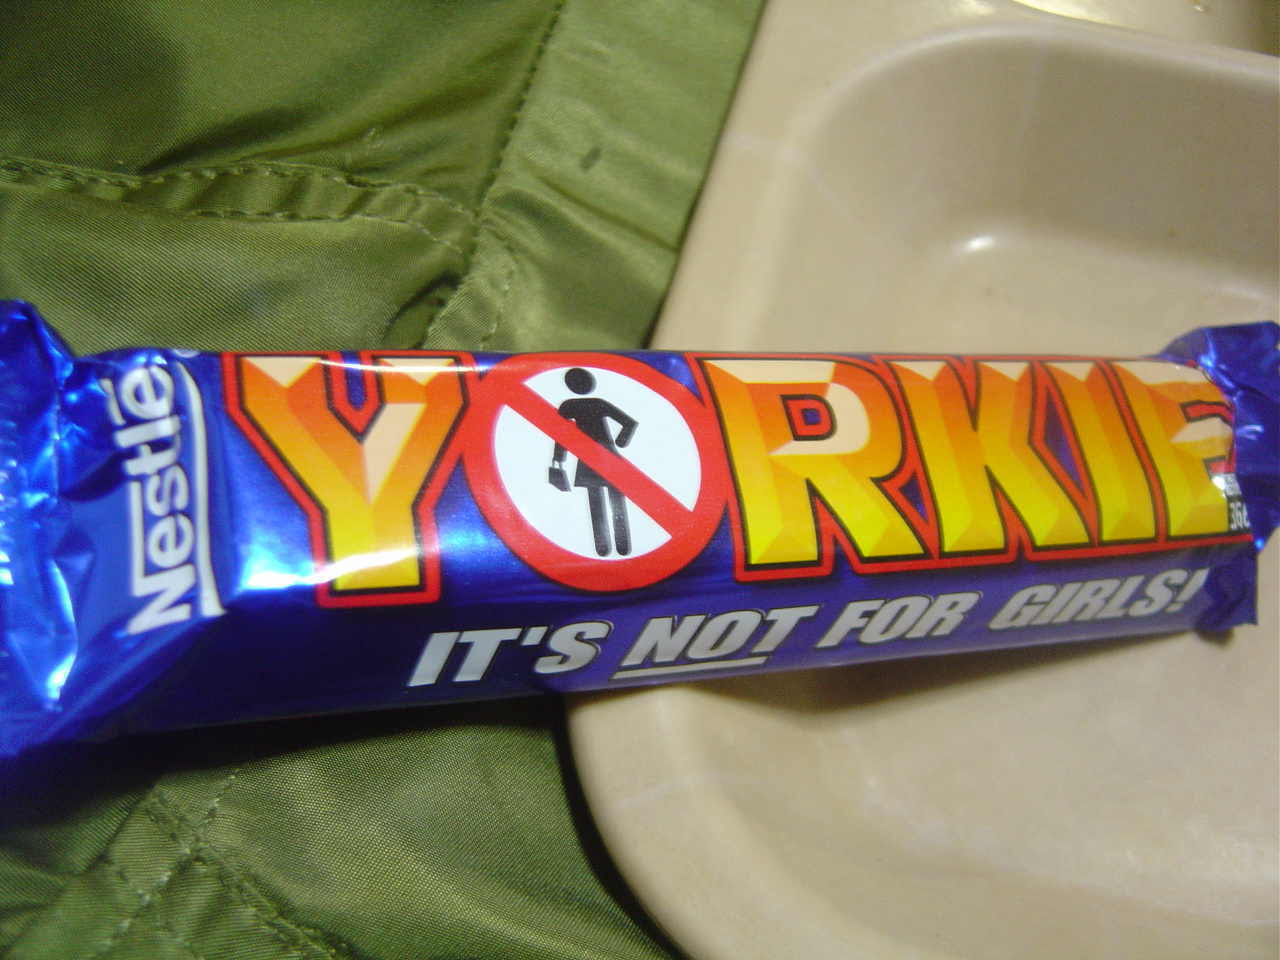 Nestlé
YORKIE
IT'S NOT FOR GIRLS!